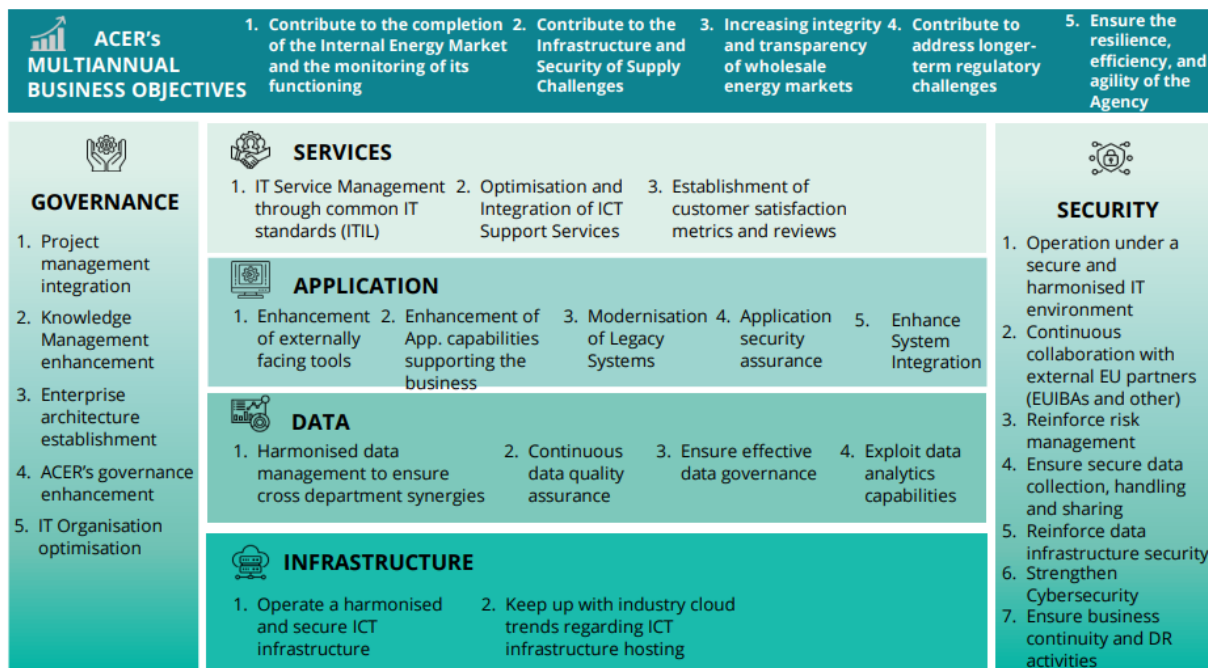 ACER's
MULTIANNUAL
BUSINESS OBJECTIVES
1. Contribute to the completion
of the Internal Energy Market
and the monitoring of its
functioning
2. Contribute to the
Infrastructure and
Security of Supply
Challenges
3. Increasing integrity
and transparency
of wholesale
energy markets
4. Contribute to
address longer-
term regulatory
challenges
5. Ensure the
resilience,
efficiency, and
agility of the
Agency
GOVERNANCE
1. Project
management
integration
2. Knowledge
Management
enhancement
3. Enterprise
architecture
establishment
4. ACER's governance
enhancement
5. IT Organisation
optimisation
SERVICES
1. IT Service Management
through common IT
standards (ITIL)
2. Optimisation and
Integration of ICT
Support Services
3. Establishment of
customer satisfaction
metrics and reviews
APPLICATION
1. Enhancement
of externally
facing tools
2. Enhancement of
App. capabilities
supporting the
business
3. Modernisation
of Legacy
Systems
4. Application
security
assurance
5. Enhance
System
Integration
DATA
1. Harmonised data
management to ensure
cross department synergies
2. Continuous
data quality
assurance
3. Ensure effective
data governance
4. Exploit data
analytics
capabilities
INFRASTRUCTURE
1. Operate a harmonised
and secure ICT
infrastructure
2. Keep up with industry cloud
trends regarding ICT
infrastructure hosting
SECURITY
1. Operation under a
secure and
harmonised IT
environment
2. Continuous
collaboration with
external EU partners
(EUIBAs and other)
3. Reinforce risk
management
4. Ensure secure data
collection, handling
and sharing
5. Reinforce data
infrastructure security
6. Strengthen
Cybersecurity
7. Ensure business
continuity and DR
activities